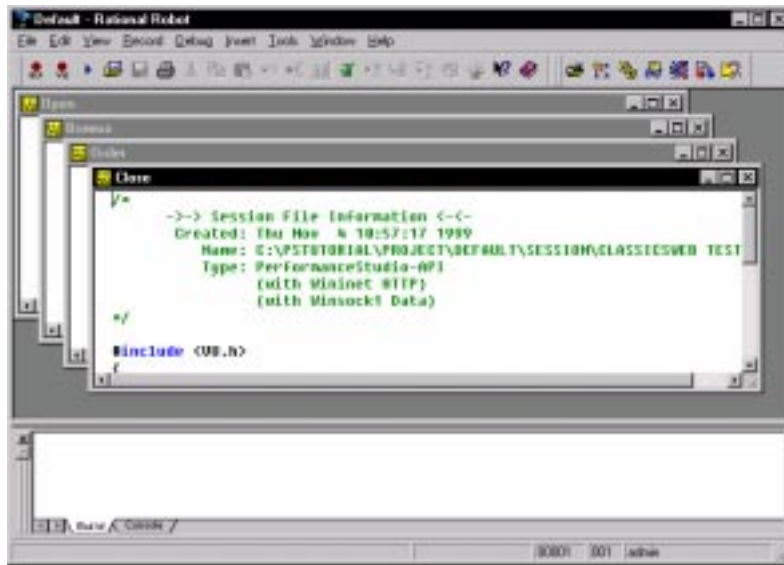 Default - Rational Robot
File Edit View Record Debug Insert Tools Window Help
Open
Browse
Order
Close
/*
->-> Session File Information <-<-
Created: Thu Nov 4 10:57:17 1999
Name: C:\PSTUTORIAL\PROJECT\DEFAULT\SESSION\CLASSICSWEB TEST
Type: PerformanceStudio-API
(with Wininet HTTP)
(with Winsock1 Data)
*/
#include <VU.h>
{
Build Console
00001 001 admin